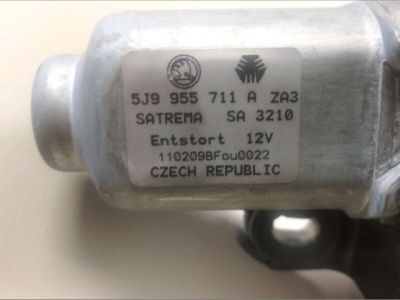 5J9 955 711 A ZA3
SATREMA SA 3210
Entstort 12V
110209BFou0022
CZECH REPUBLIC